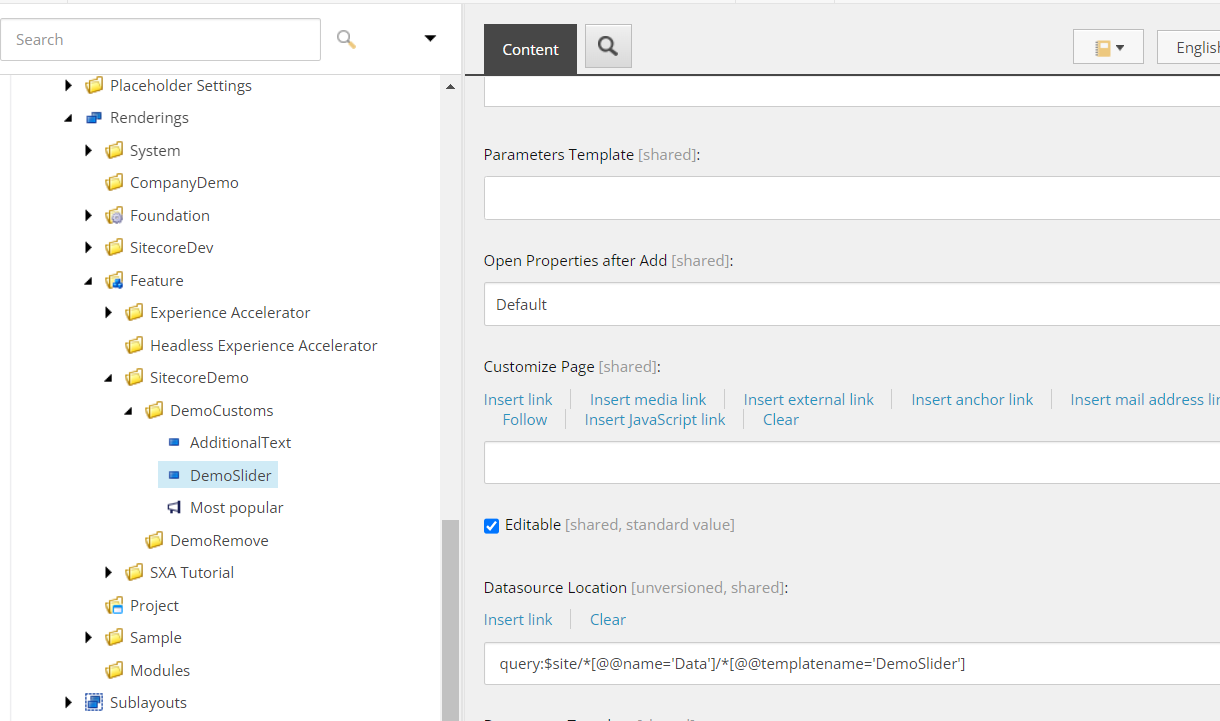 Search
Placeholder Settings
Renderings
System
CompanyDemo
Foundation
SitecoreDev
Feature
Experience Accelerator
Headless Experience Accelerator
SitecoreDemo
DemoCustoms
AdditionalText
DemoSlider
Most popular
DemoRemove
SXA Tutorial
Project
Sample
Modules
Sublayouts
Content
English
Parameters Template [shared]:
Open Properties after Add [shared]:
Default
Customize Page [shared]:
Insert link Insert media link Insert external link Insert anchor link Insert mail address
Follow Insert JavaScript link Clear
Editable [shared, standard value]
Datasource Location [unversioned, shared]:
Insert link Clear
query:$site/*[@@name='Data']/*[@@templatename='DemoSlider']